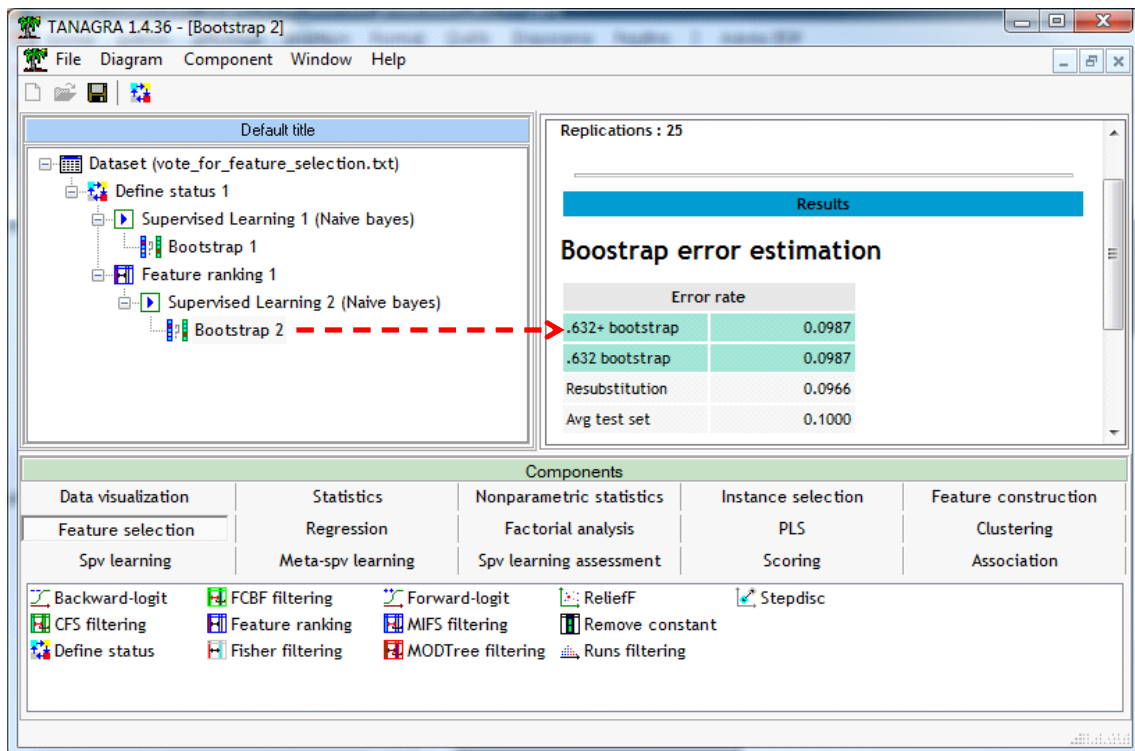 TANAGRA 1.4.36 - [Bootstrap 2]
File Diagram Component Window Help
Default title
Dataset (vote_for_feature_selection.txt)
Define status 1
Supervised Learning 1 (Naive bayes)
Bootstrap 1
Feature ranking 1
Supervised Learning 2 (Naive bayes)
Bootstrap 2
Replications : 25
Results
Boostrap error estimation
Error rate
.632+ bootstrap 0.0987
.632 bootstrap 0.0987
Resubstitution 0.0966
Avg test set 0.1000
Components
Data visualization Statistics Nonparametric statistics Instance selection Feature construction
Feature selection Regression Factorial analysis PLS Clustering
Spv learning Meta-spv learning Spv learning assessment Scoring Association
Backward-logit FCBF filtering Forward-logit ReliefF Stepdisc
CFS filtering Feature ranking MIFS filtering Remove constant
Define status Fisher filtering MODTree filtering Runs filtering